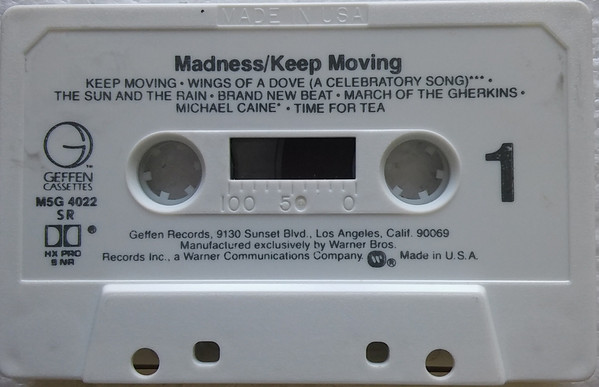 MADE IN USA
Madness/Keep Moving
KEEP MOVING • WINGS OF A DOVE (A CELEBRATORY SONG)*** •
THE SUN AND THE RAIN • BRAND NEW BEAT • MARCH OF THE GHERKINS •
MICHAEL CAINE* • TIME FOR TEA
G
™
GEFFEN
CASSETTES
M5G 4022
SR
®
HX PRO
B NR
1
100 50 0
Geffen Records, 9130 Sunset Blvd., Los Angeles, Calif. 90069
Manufactured exclusively by Warner Bros.
Records Inc., a Warner Communications Company. W ® Made in U.S.A.